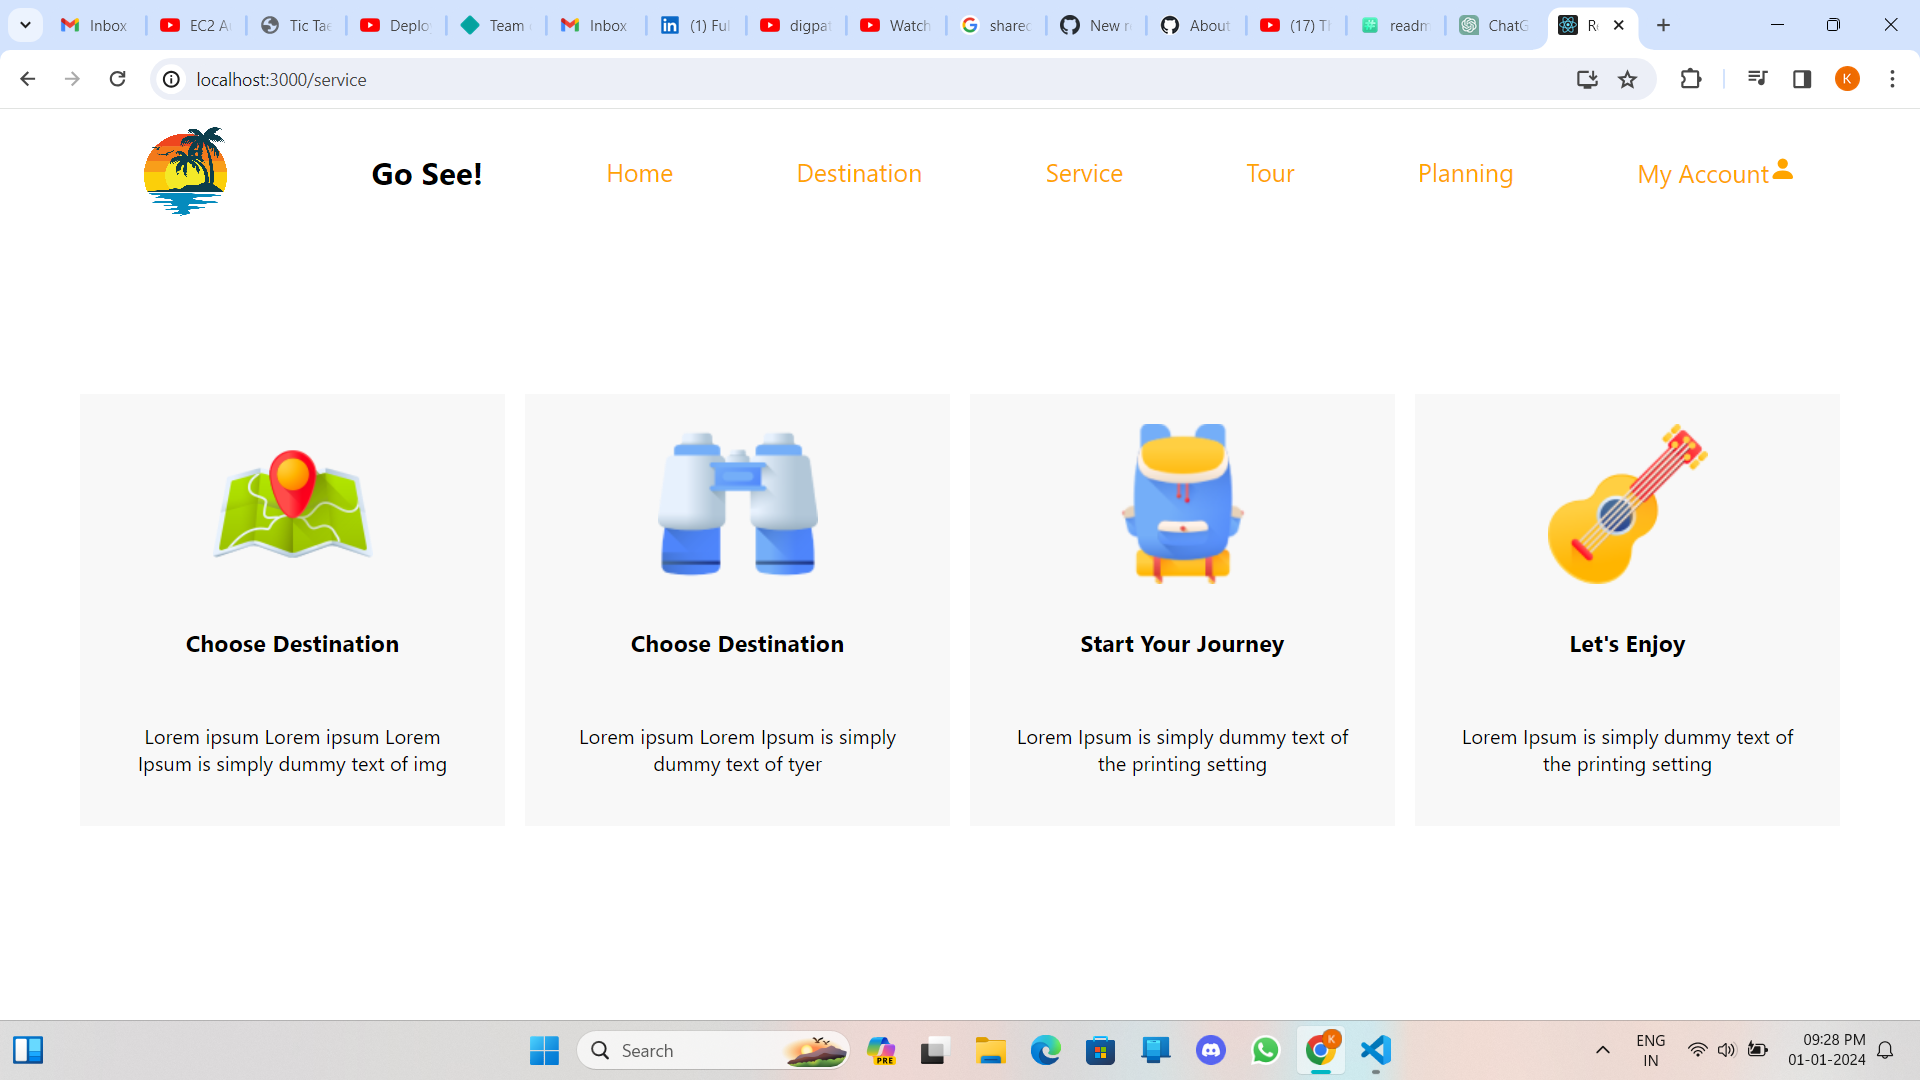 Inbox
EC2 A
Tic Tae
Deplo
Team
Inbox
(1) Ful
digpat
Watch
sharec
New r
About
(17) T
readm
ChatG
Re
localhost:3000/service
K
Go See!
Home
Destination
Service
Tour
Planning
My Account
Choose Destination
Lorem ipsum Lorem ipsum Lorem
Ipsum is simply dummy text of img
Choose Destination
Lorem ipsum Lorem Ipsum is simply
dummy text of tyer
Start Your Journey
Lorem Ipsum is simply dummy text of
the printing setting
Let's Enjoy
Lorem Ipsum is simply dummy text of
the printing setting
Search
PRE
K
ENG
IN
09:28 PM
01-01-2024